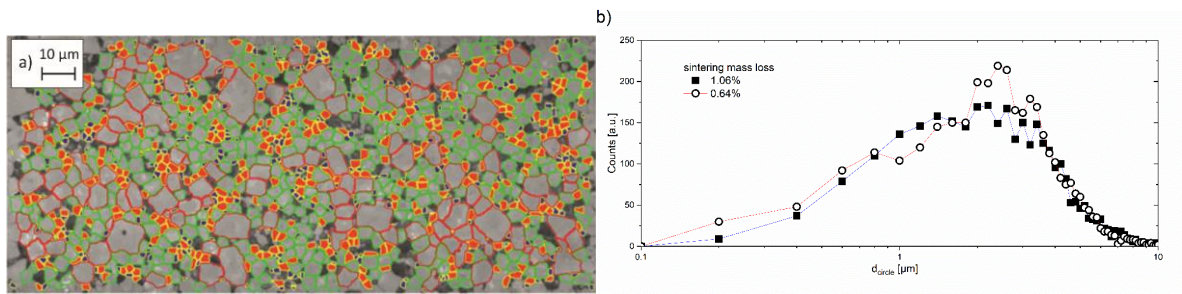 a)
10 µm
b)
250
200
150
100
50
0
Counts [a.u.]
sintering mass loss
1.06%
0.64%
0.1
1
10
dcircle [µm]